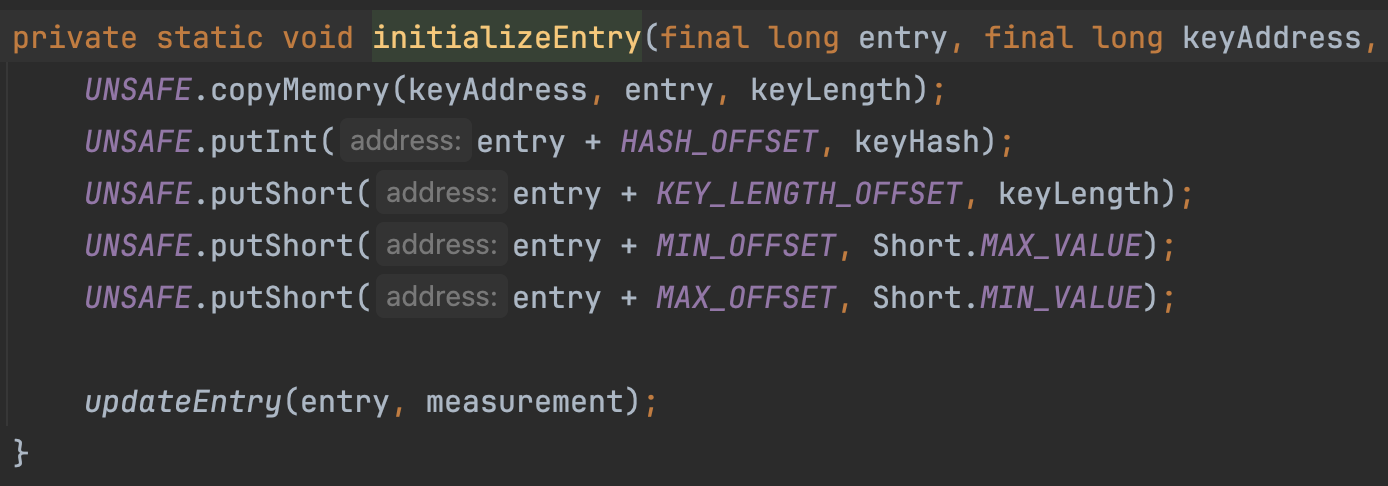 private static void initializeEntry(final long entry, final long keyAddress,
UNSAFE.copyMemory(keyAddress, entry, keyLength);
UNSAFE.putInt( address: entry + HASH_OFFSET, keyHash);
UNSAFE.putShort( address: entry + KEY_LENGTH_OFFSET, keyLength);
UNSAFE.putShort( address: entry + MIN_OFFSET, Short.MAX_VALUE);
UNSAFE.putShort( address: entry + MAX_OFFSET, Short.MIN_VALUE);
updateEntry(entry, measurement);
}